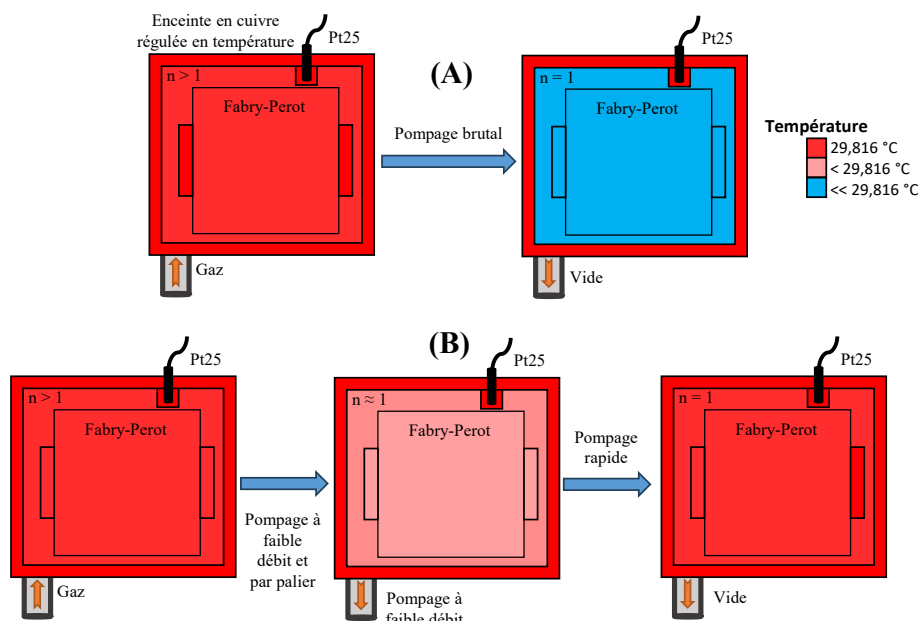 Enceinte en cuivre
régulée en température
Pt25
n > 1
Fabry-Perot
Gaz
(A)
Pompage brutal
Pt25
n = 1
Fabry-Perot
Vide
Température
29,816 °C
< 29,816 °C
<< 29,816 °C
(B)
Pt25
n > 1
Fabry-Perot
Gaz
Pompage à
faible
débit et
par palier
Pt25
n ≈ 1
Fabry-Perot
Pompage à
faible débit
Pompage
rapide
Pt25
n = 1
Fabry-Perot
Vide